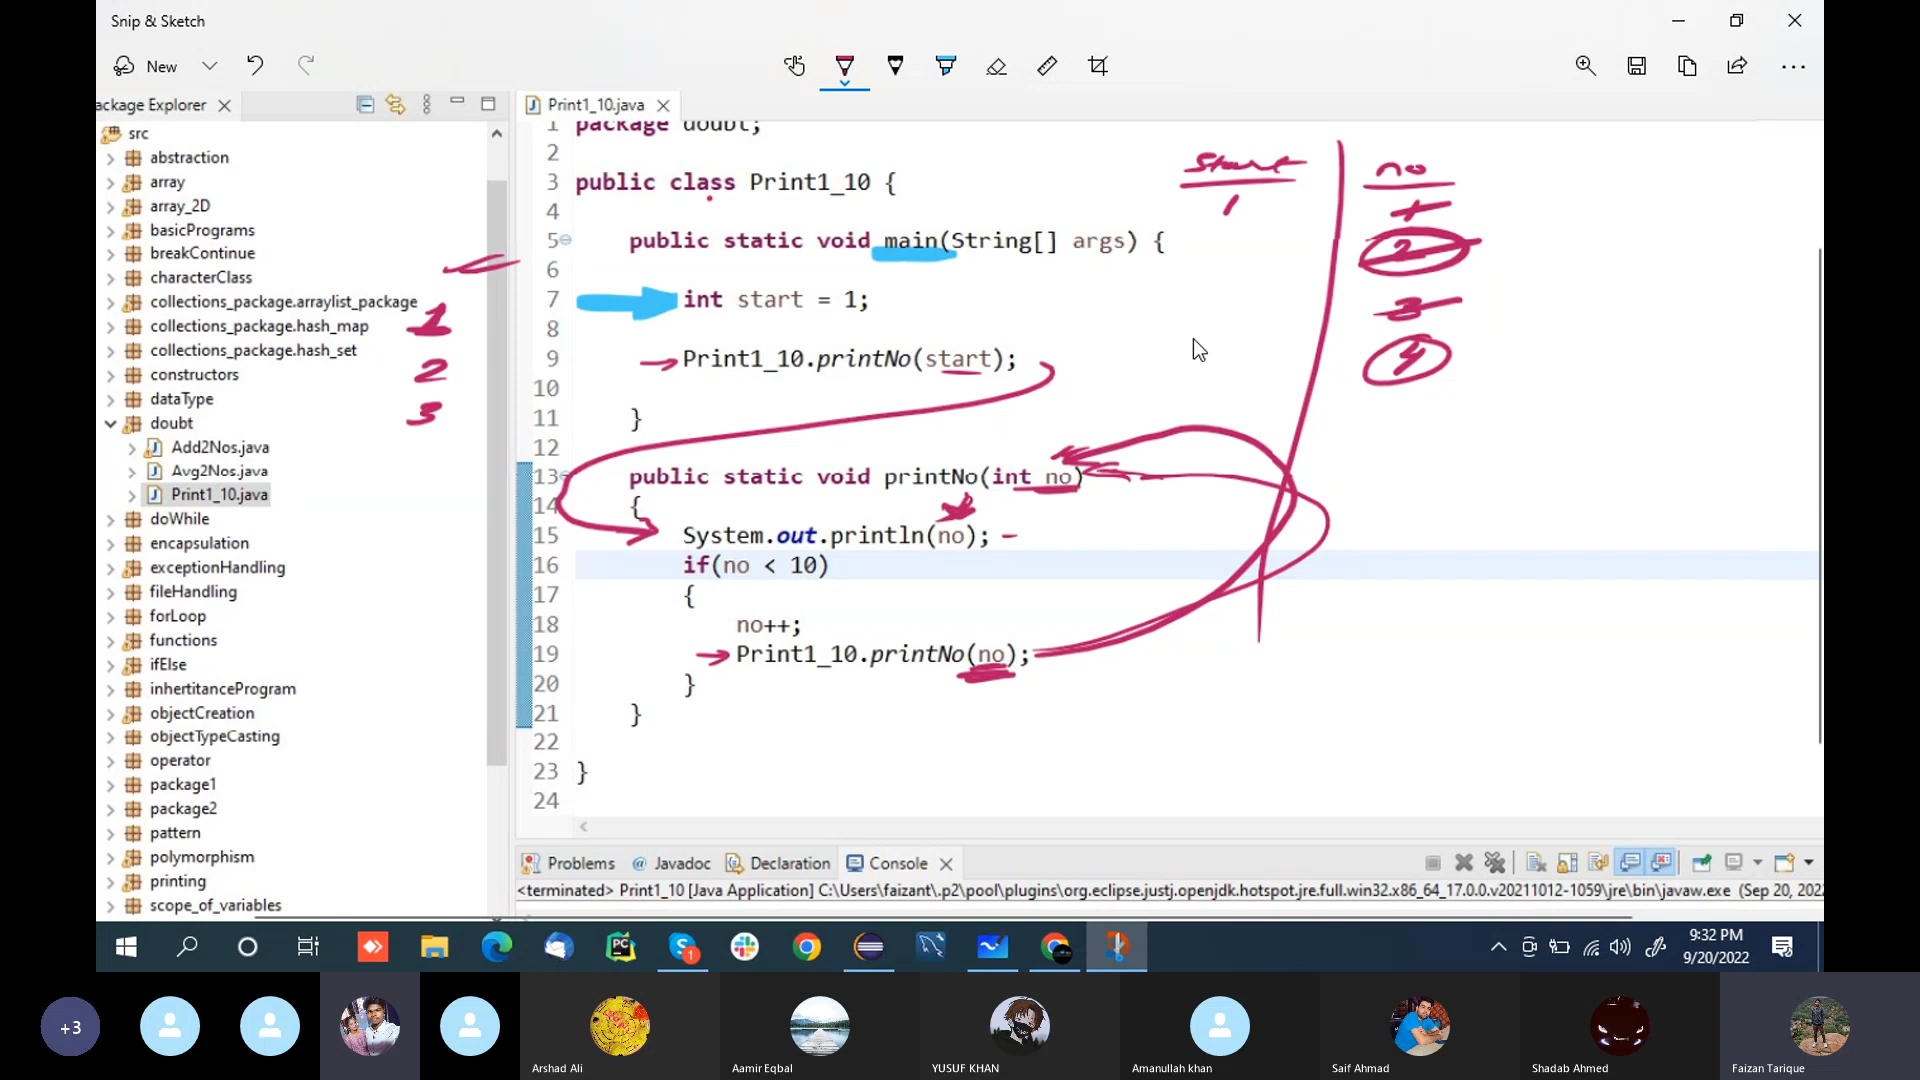 Snip & Sketch
New
ackage Explorer
Print1_10.java
src
abstraction
array
array_2D
basicPrograms
breakContinue
characterClass
collections_package.arraylist_package
collections_package.hash_map
collections_package.hash_set
constructors
dataType
doubt
Add2Nos.java
Avg2Nos.java
Print1_10.java
doWhile
encapsulation
exceptionHandling
fileHandling
forLoop
functions
ifElse
inheritanceProgram
objectCreation
objectTypeCasting
operator
package1
package2
pattern
polymorphism
printing
scope_of_variables
1
2
3
1 package doubt;
2
3 public class Print1_10 {
4
5 public static void main(String[] args) {
6
7 int start = 1;
8
9 Print1_10.printNo(start);
10
11 }
12
13 public static void printNo(int no)
14 {
15 System.out.println(no);
16 if(no < 10)
17 {
18 no++;
19 Print1_10.printNo(no);
20 }
21 }
22
23 }
24
start
1
no
1
2
3
4
Problems @ Javadoc Declaration Console
<terminated> Print1_10 [Java Application] C:\Users\faizant\.p2\pool\plugins\org.eclipse.justj.openjdk.hotspot.jre.full.win32.x86_64_17.0.0.v20211012-1059\jre\bin\javaw.exe (Sep 20, 202
PC
1
9:32 PM
9/20/2022
+3
Arshad Ali
Aamir Eqbal
YUSUF KHAN
Amanullah khan
Saif Ahmad
Shadab Ahmed
Faizan Tarique